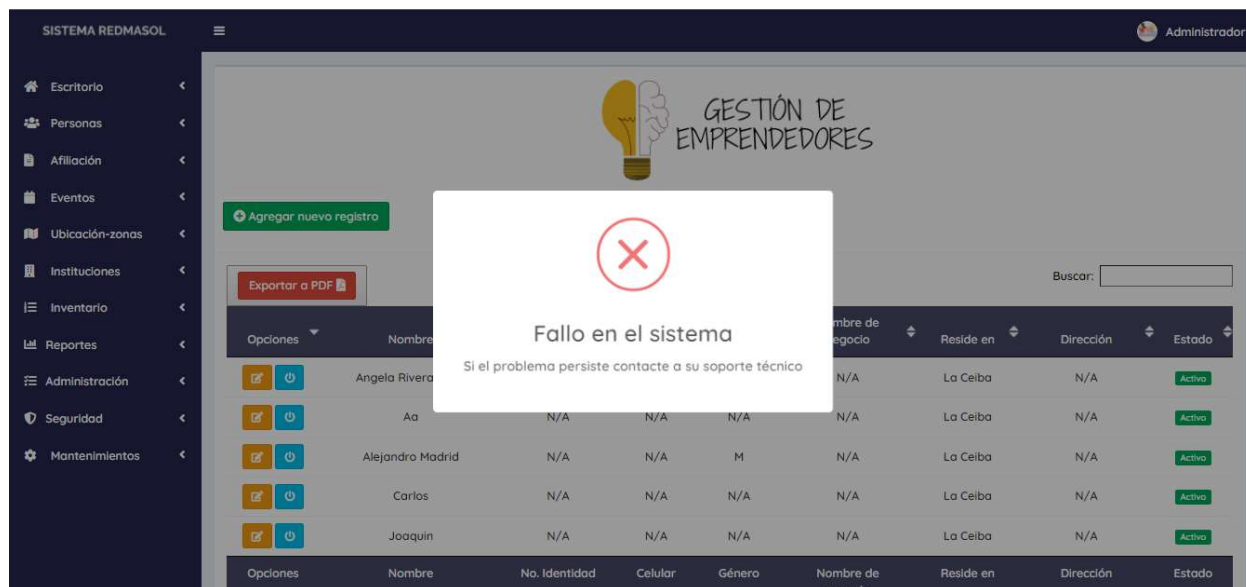 SISTEMA REDMASOL
Administrador
Escritorio
Personas
Afiliación
Eventos
Ubicación-zonas
Instituciones
Inventario
Reportes
Administración
Seguridad
Mantenimientos
GESTIÓN DE
EMPRENDEDORES
Agregar nuevo registro
Exportar a PDF
Buscar:
Fallo en el sistema
Si el problema persiste contacte a su soporte técnico
Opciones Nombre Reside en Dirección Estado
Angela Rivera N/A La Ceiba N/A Activo
Aa N/A N/A N/A N/A La Ceiba N/A Activo
Alejandro Madrid N/A N/A M N/A La Ceiba N/A Activo
Carlos N/A N/A N/A N/A La Ceiba N/A Activo
Joaquin N/A N/A N/A N/A La Ceiba N/A Activo
Opciones Nombre No. Identidad Celular Género Nombre de Reside en Dirección Estado